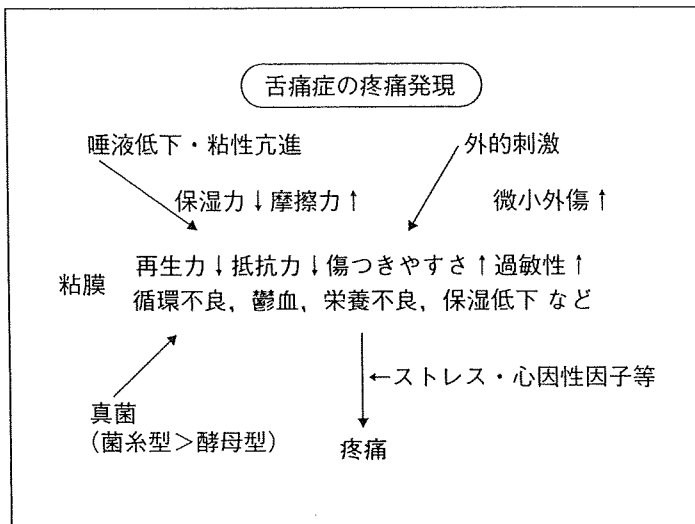 舌痛症の疼痛発現
唾液低下・粘性亢進
外的刺激
保湿力↓摩擦力↑
微小外傷↑
再生力↓抵抗力↓傷つきやすさ↑過敏性↑
粘膜
循環不良，鬱血，栄養不良，保湿低下 など
←ストレス・心因性因子等
真菌
（菌糸型＞酵母型）
疼痛